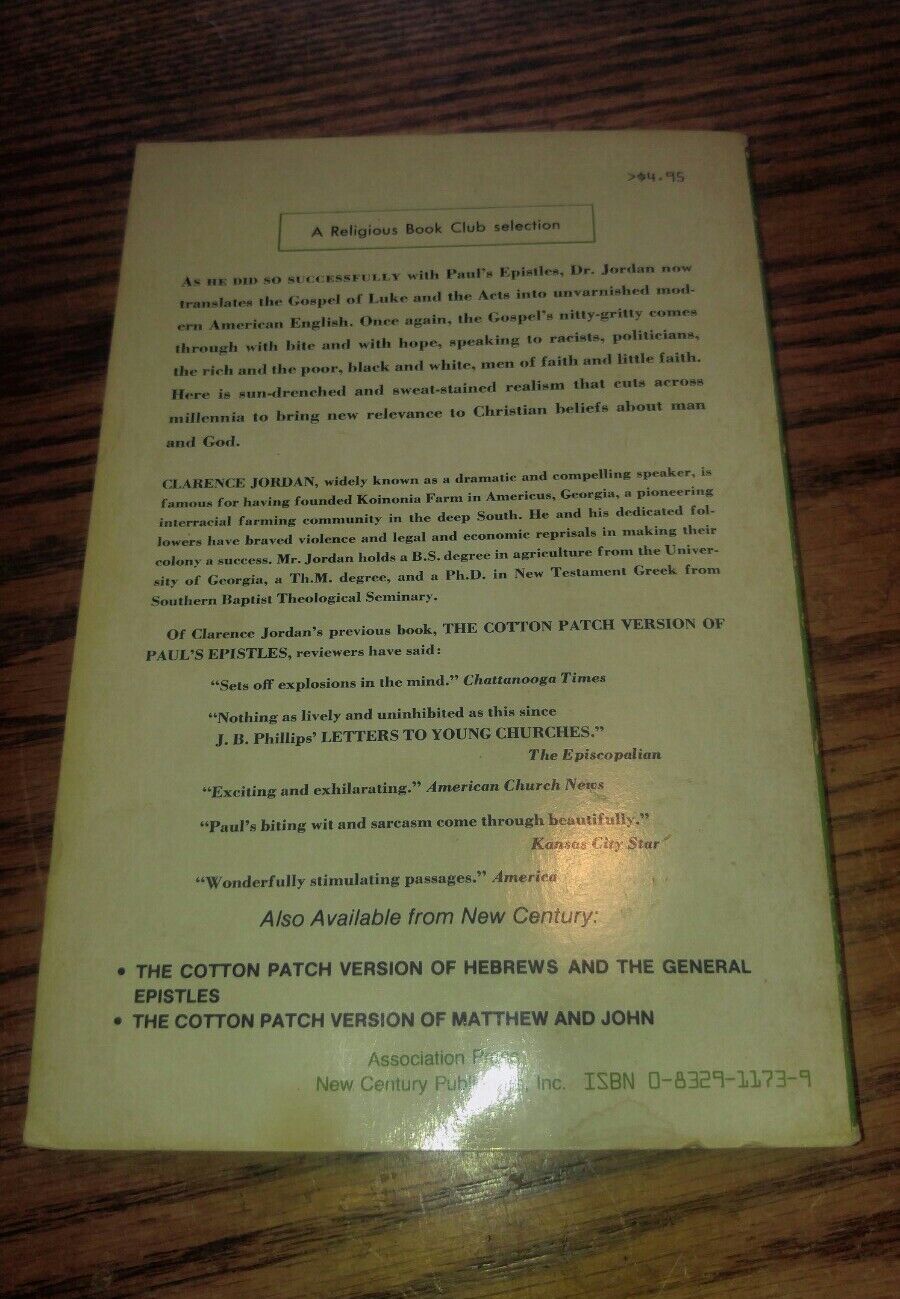 >$4.95
A Religious Book Club selection
AS HE DID SO SUCCESSFULLY with Paul's Epistles, Dr. Jordan now
translates the Gospel of Luke and the Acts into unvarnished mod-
ern American English. Once again, the Gospel's nitty-gritty comes
through with bite and with hope, speaking to racists, politicians,
the rich and the poor, black and white, men of faith and little faith.
Here is sun-drenched and sweat-stained realism that cuts across
millennia to bring new relevance to Christian beliefs about man
and God.
CLARENCE JORDAN, widely known as a dramatic and compelling speaker, is
famous for having founded Koinonia Farm in Americus, Georgia, a pioneering
interracial farming community in the deep South. He and his dedicated fol-
lowers have braved violence and legal and economic reprisals in making their
colony a success. Mr. Jordan holds a B.S. degree in agriculture from the Univer-
sity of Georgia, a Th.M. degree, and a Ph.D. in New Testament Greek from
Southern Baptist Theological Seminary.
Of Clarence Jordan's previous book, THE COTTON PATCH VERSION OF
PAUL'S EPISTLES, reviewers have said:
"Sets off explosions in the mind." Chattanooga Times
"Nothing as lively and uninhibited as this since
J. B. Phillips' LETTERS TO YOUNG CHURCHES."
The Episcopalian
"Exciting and exhilarating." American Church News
"Paul's biting wit and sarcasm come through beautifully."
Kansas City Star
"Wonderfully stimulating passages." America
Also Available from New Century:
• THE COTTON PATCH VERSION OF HEBREWS AND THE GENERAL
EPISTLES
• THE COTTON PATCH VERSION OF MATTHEW AND JOHN
Association Press
New Century Publishers, Inc. ISBN 0-8329-1173-9